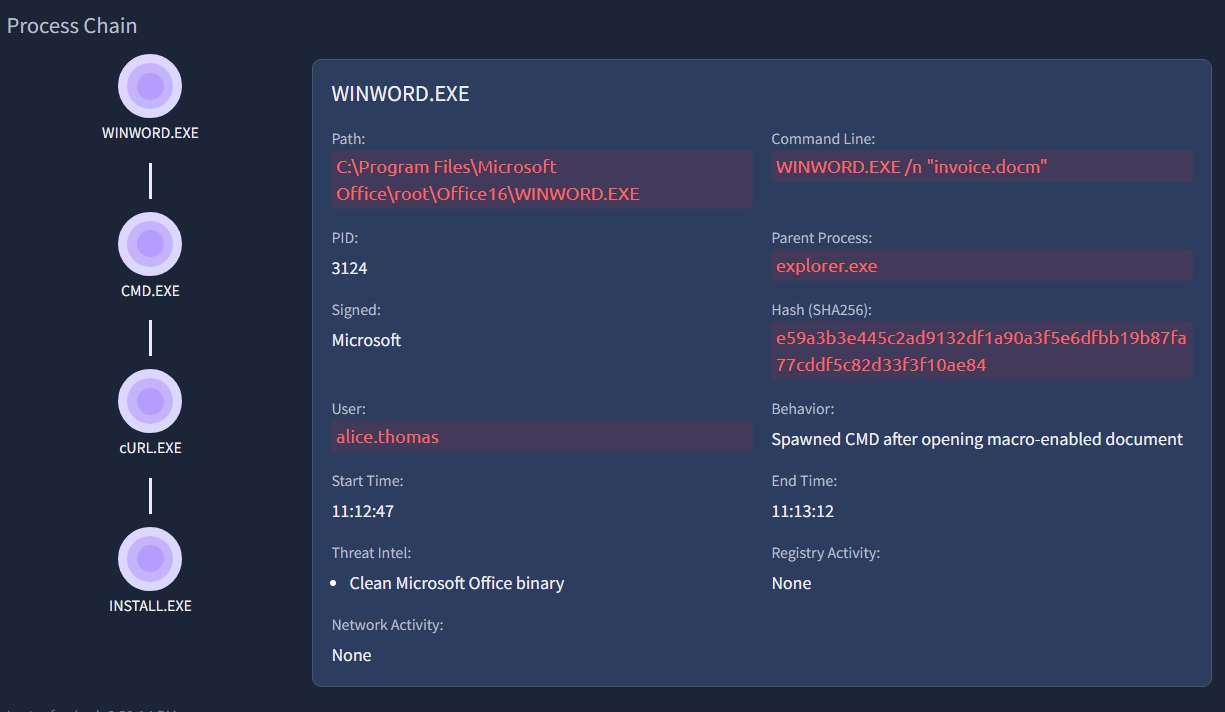 Process Chain
WINWORD.EXE
CMD.EXE
cURL.EXE
INSTALL.EXE
WINWORD.EXE
Path:
C:\Program Files\Microsoft
Office\root\Office16\WINWORD.EXE
Command Line:
WINWORD.EXE /n "invoice.docm"
PID:
3124
Parent Process:
explorer.exe
Signed:
Microsoft
Hash (SHA256):
e59a3b3e445c2ad9132df1a90a3f5e6dfbb19b87fa
77cddf5c82d33f3f10ae84
User:
alice.thomas
Behavior:
Spawned CMD after opening macro-enabled document
Start Time:
11:12:47
End Time:
11:13:12
Threat Intel:
• Clean Microsoft Office binary
Registry Activity:
None
Network Activity:
None